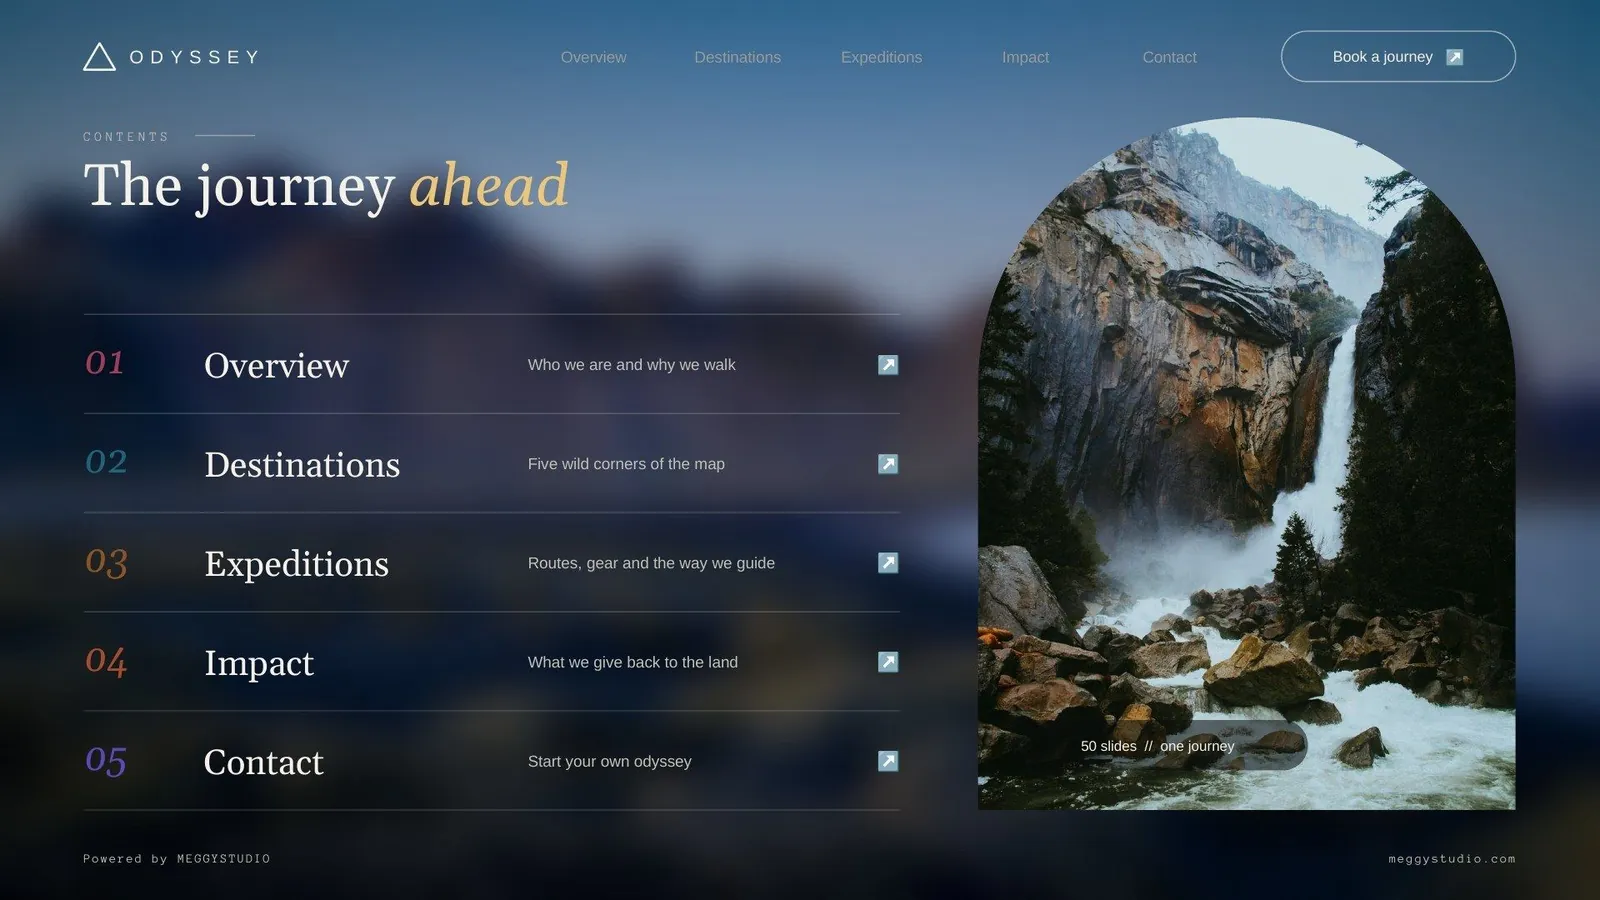 ODYSSEY
Overview
Destinations
Expeditions
Impact
Contact
Book a journey ↗
CONTENTS
The journey ahead
01 Overview Who we are and why we walk ↗
02 Destinations Five wild corners of the map ↗
03 Expeditions Routes, gear and the way we guide ↗
04 Impact What we give back to the land ↗
05 Contact Start your own odyssey ↗
50 slides // one journey
Powered by MEGGYSTUDIO
meggystudio.com